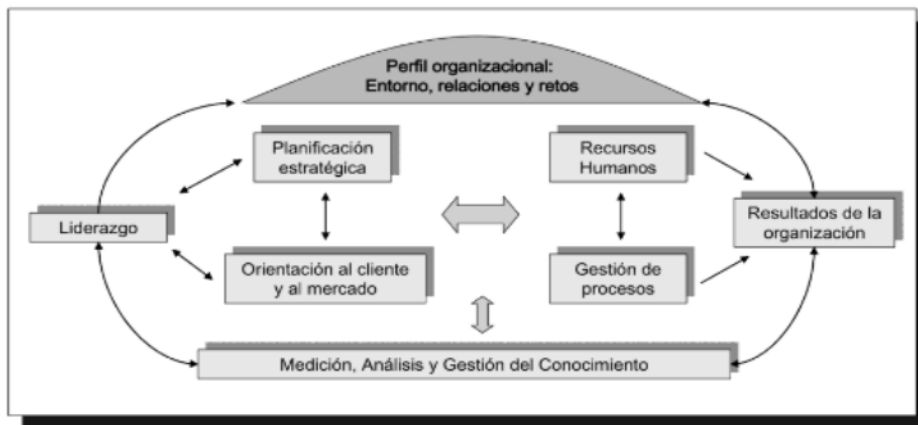 Perfil organizacional:
Entorno, relaciones y retos
Planificación
estratégica
Recursos
Humanos
Liderazgo
Resultados de la
organización
Orientación al cliente
y al mercado
Gestión de
procesos
Medición, Análisis y Gestión del Conocimiento